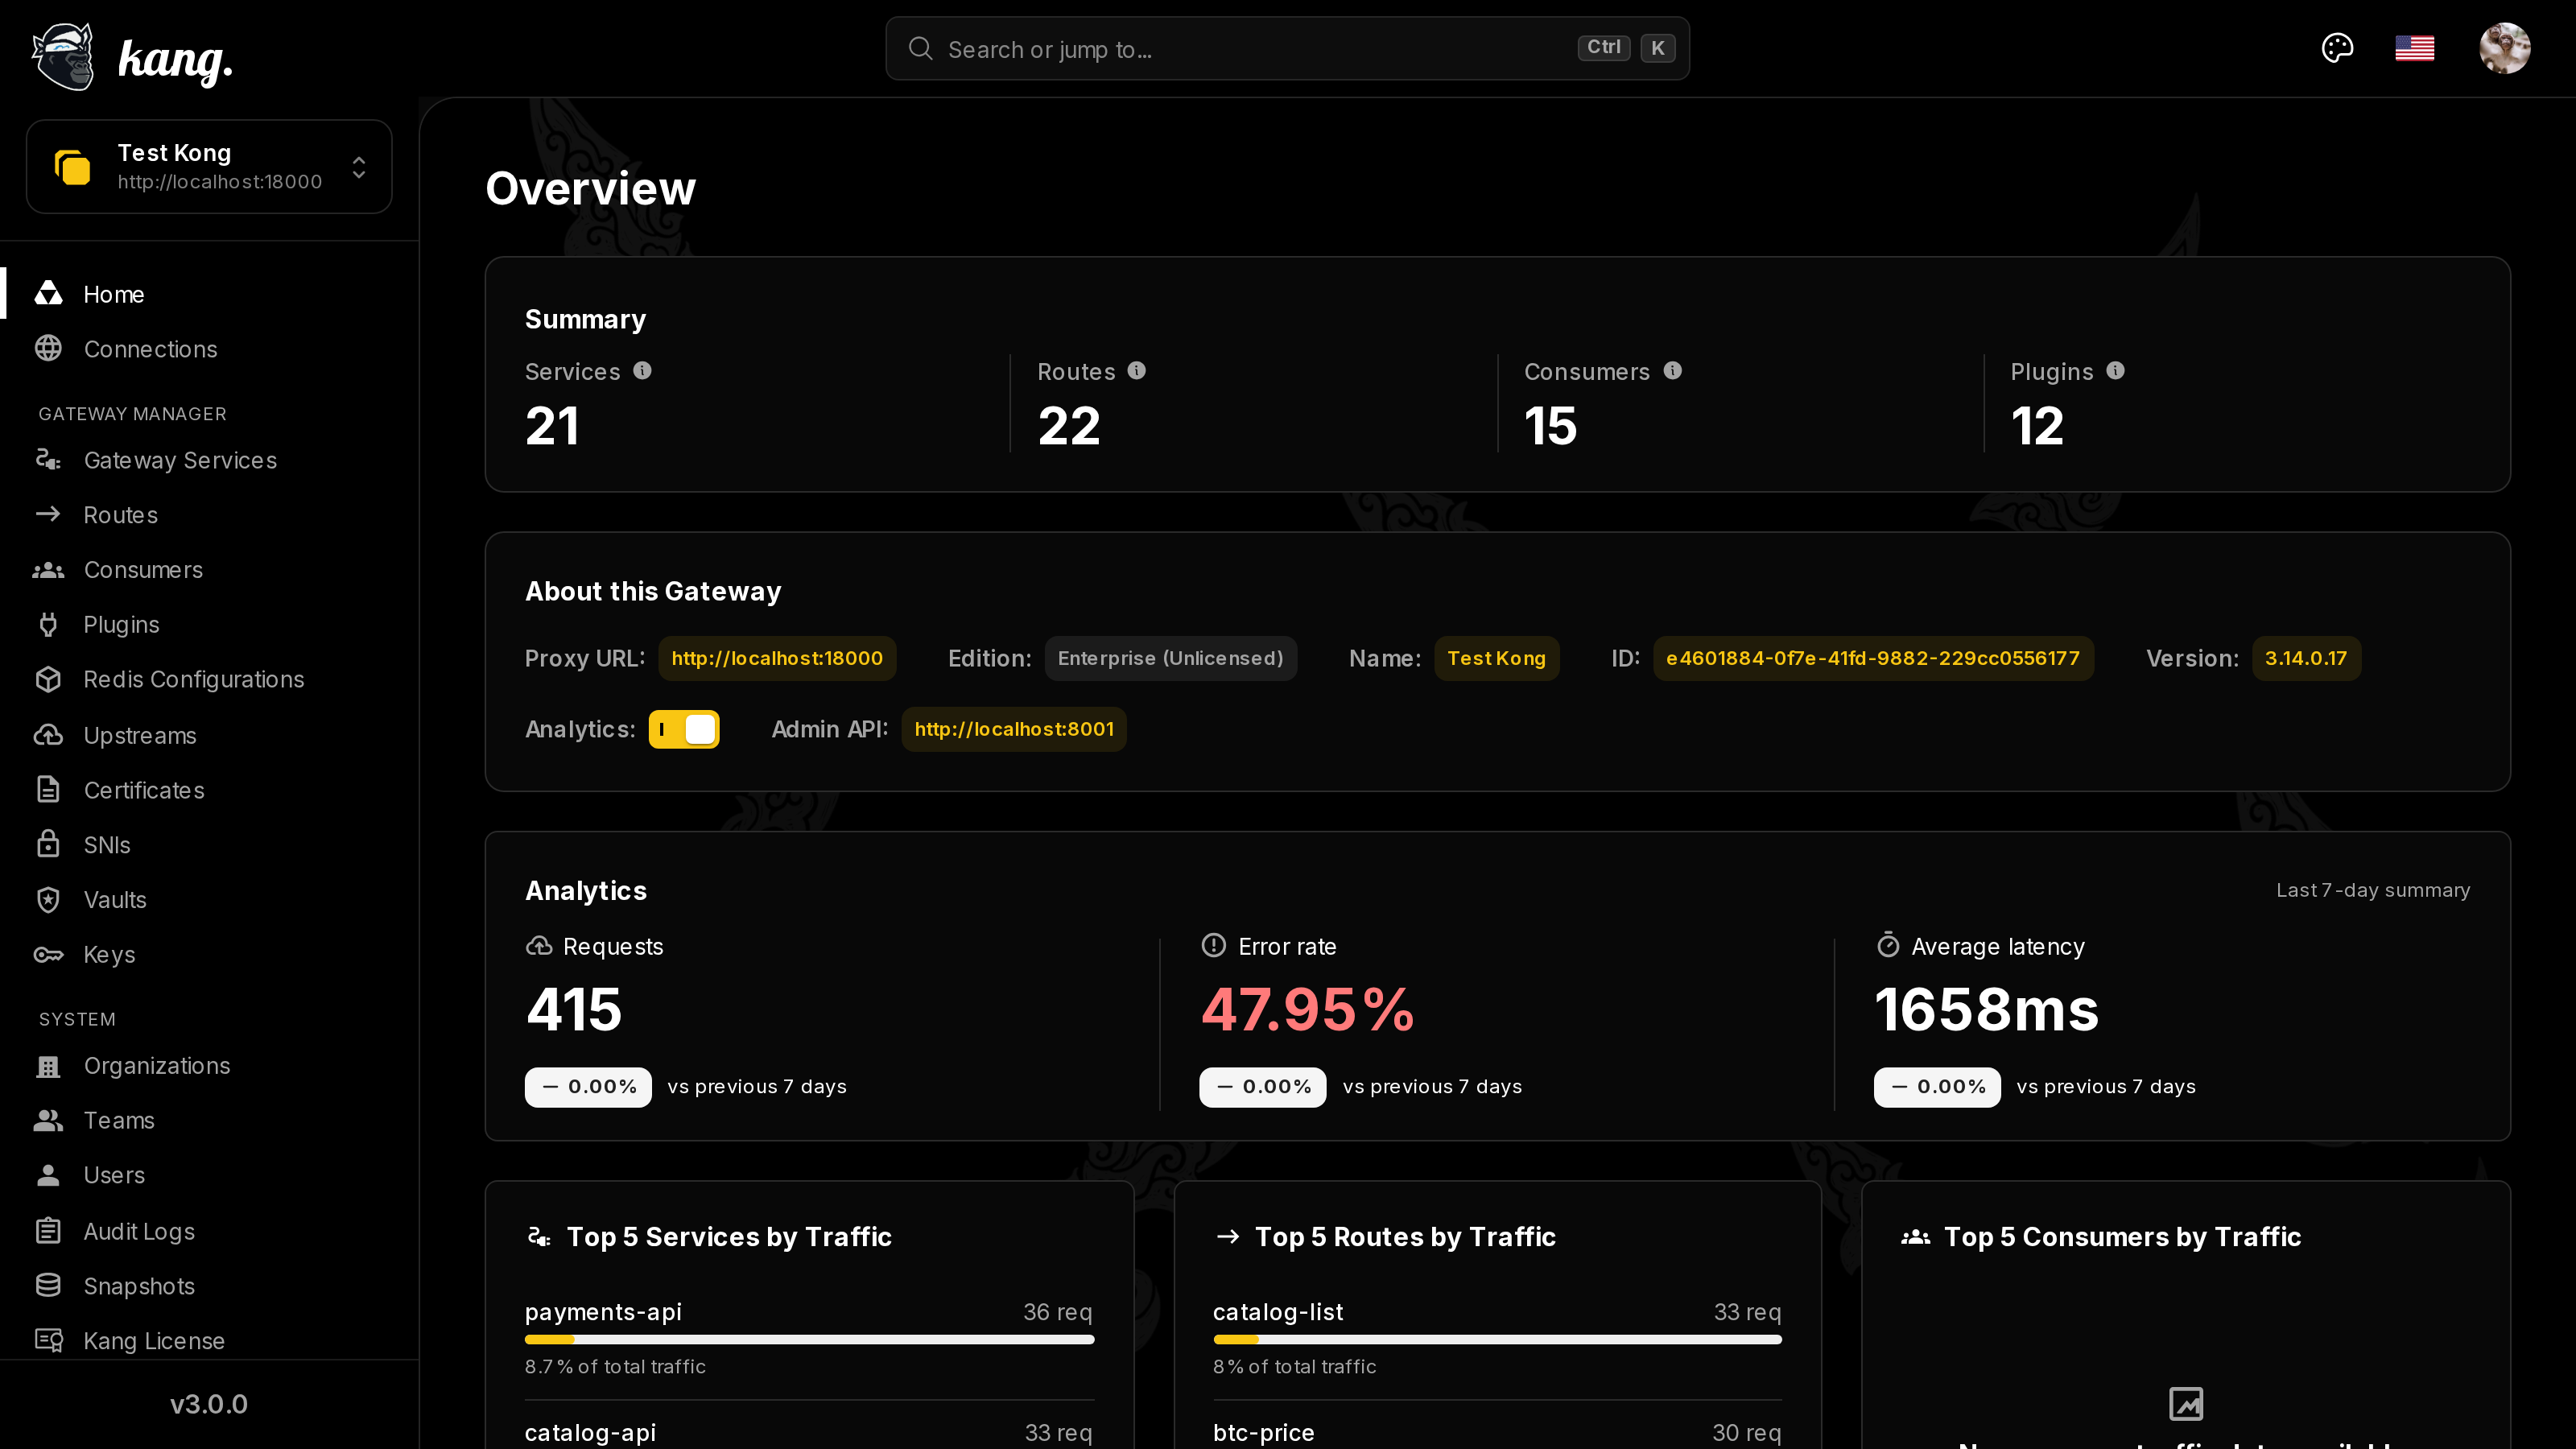 kang.
Search or jump to...
Ctrl K
Test Kong
http://localhost:18000
Home
Connections
GATEWAY MANAGER
Gateway Services
Routes
Consumers
Plugins
Redis Configurations
Upstreams
Certificates
SNIs
Vaults
Keys
SYSTEM
Organizations
Teams
Users
Audit Logs
Snapshots
Kang License
v3.0.0
Overview
Summary
Services
21
Routes
22
Consumers
15
Plugins
12
About this Gateway
Proxy URL: http://localhost:18000 Edition: Enterprise (Unlicensed) Name: Test Kong ID: e4601884-0f7e-41fd-9882-229cc0556177 Version: 3.14.0.17
Analytics: Admin API: http://localhost:8001
Analytics
Last 7-day summary
Requests
415
0.00% vs previous 7 days
Error rate
47.95%
0.00% vs previous 7 days
Average latency
1658ms
0.00% vs previous 7 days
Top 5 Services by Traffic
payments-api 36 req
8.7% of total traffic
catalog-api 33 req
Top 5 Routes by Traffic
catalog-list 33 req
8% of total traffic
btc-price 30 req
Top 5 Consumers by Traffic